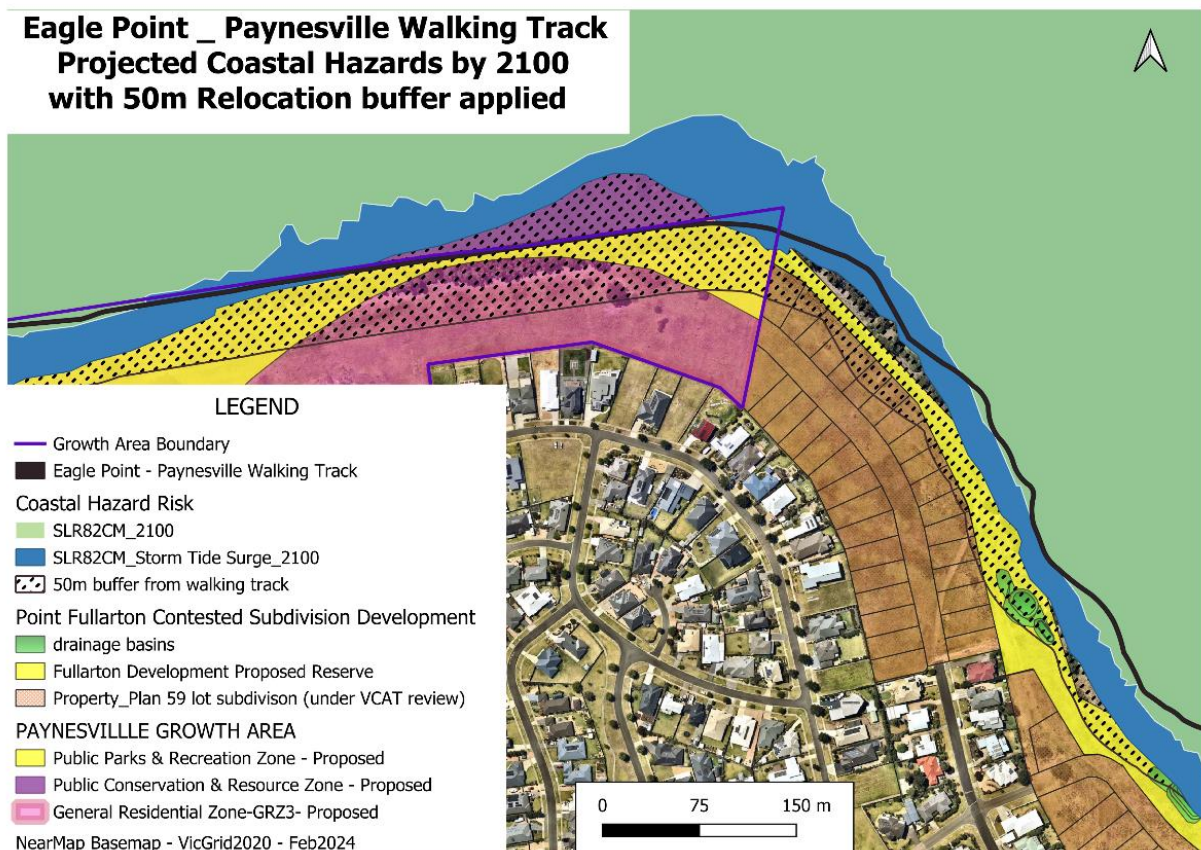 Eagle Point _ Paynesville Walking Track
Projected Coastal Hazards by 2100
with 50m Relocation buffer applied
LEGEND
Growth Area Boundary
Eagle Point - Paynesville Walking Track
Coastal Hazard Risk
SLR82CM_2100
SLR82CM_Storm Tide Surge_2100
50m buffer from walking track
Point Fullarton Contested Subdivision Development
drainage basins
Fullarton Development Proposed Reserve
Property_Plan 59 lot subdivison (under VCAT review)
PAYNESVILLLE GROWTH AREA
Public Parks & Recreation Zone - Proposed
Public Conservation & Resource Zone - Proposed
General Residential Zone-GRZ3- Proposed
NearMap Basemap - VicGrid2020 - Feb2024
0 75 150 m